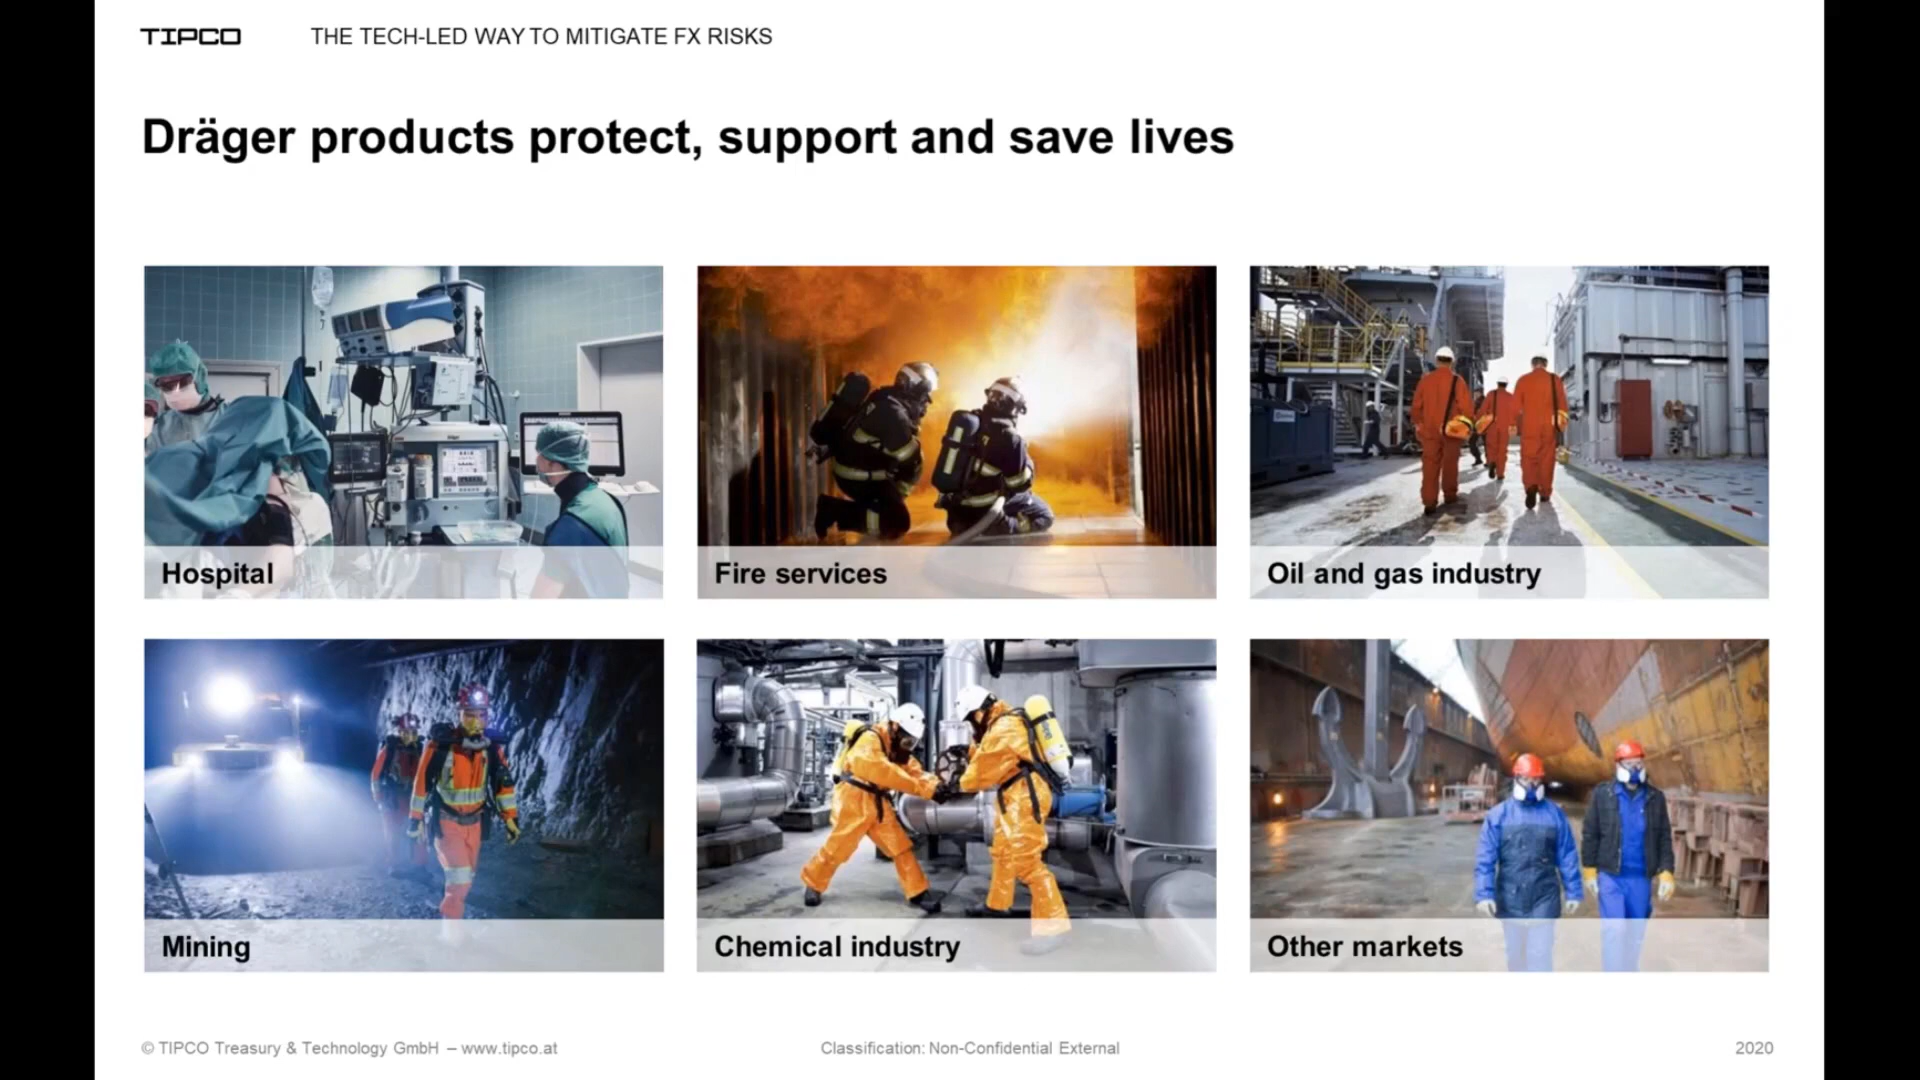 TIPCO
THE TECH-LED WAY TO MITIGATE FX RISKS
Dräger products protect, support and save lives
Hospital
Fire services
Oil and gas industry
Mining
Chemical industry
Other markets
© TIPCO Treasury & Technology GmbH – www.tipco.at
Classification: Non-Confidential External
2020